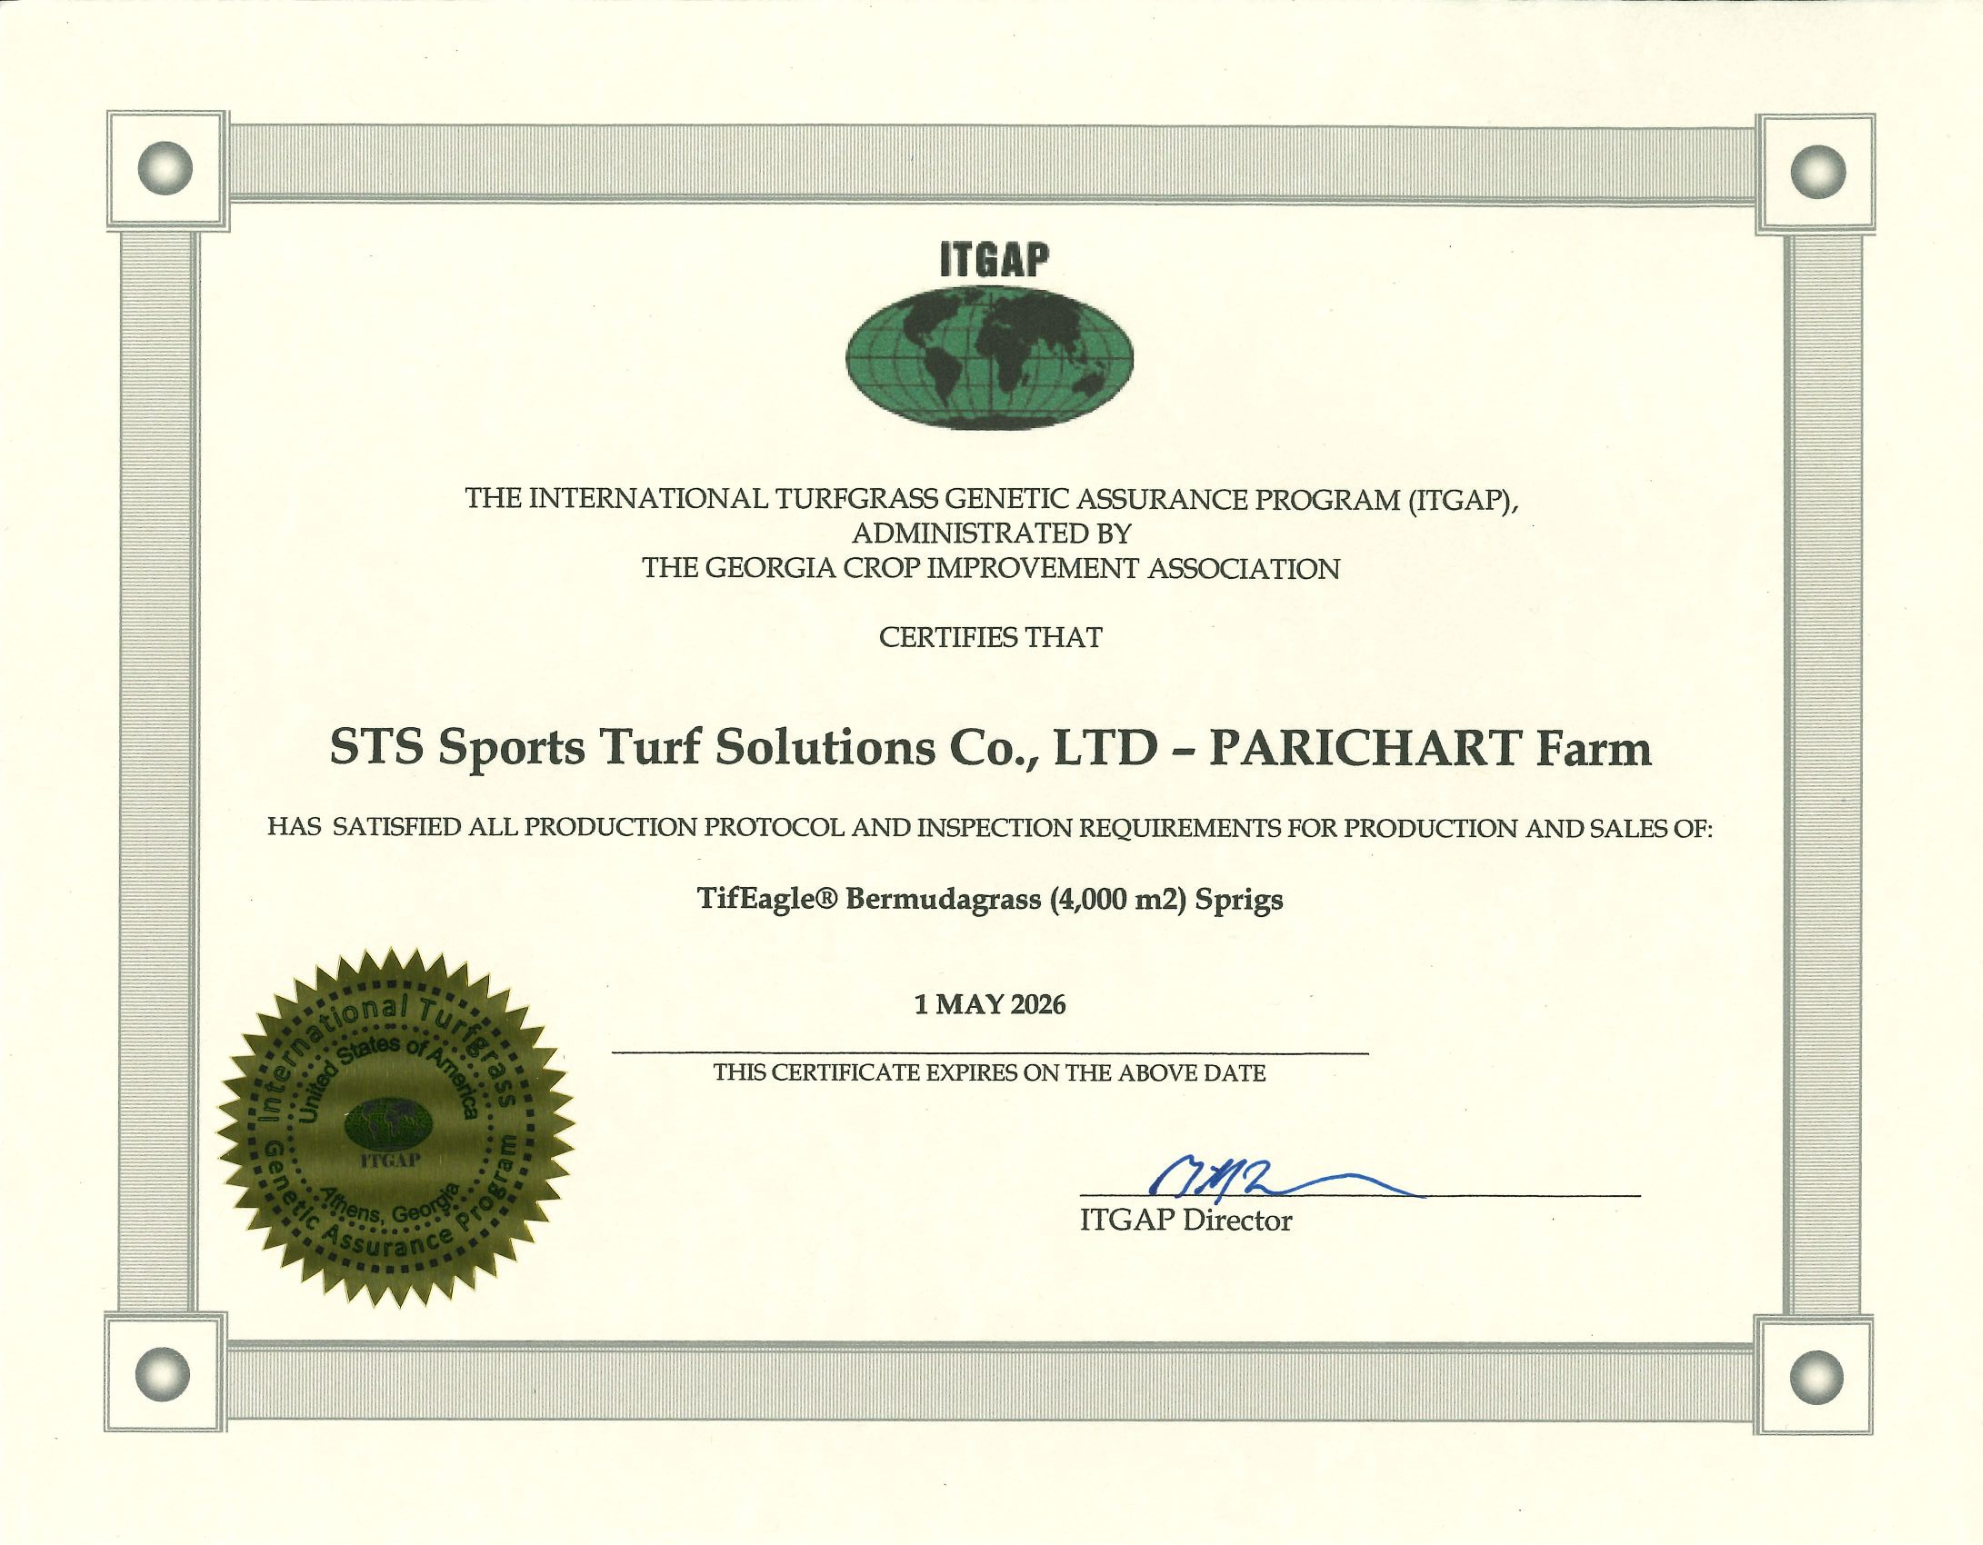 ITGAP
THE INTERNATIONAL TURFGRASS GENETIC ASSURANCE PROGRAM (ITGAP),
ADMINISTRATED BY
THE GEORGIA CROP IMPROVEMENT ASSOCIATION
CERTIFIES THAT
STS Sports Turf Solutions Co., LTD – PARICHART Farm
HAS SATISFIED ALL PRODUCTION PROTOCOL AND INSPECTION REQUIREMENTS FOR PRODUCTION AND SALES OF:
TifEagle® Bermudagrass (4,000 m2) Sprigs
1 MAY 2026
THIS CERTIFICATE EXPIRES ON THE ABOVE DATE
International Turfgrass
United States of America
ITGAP
Athens, Georgia
Genetic Assurance Program
ITGAP Director